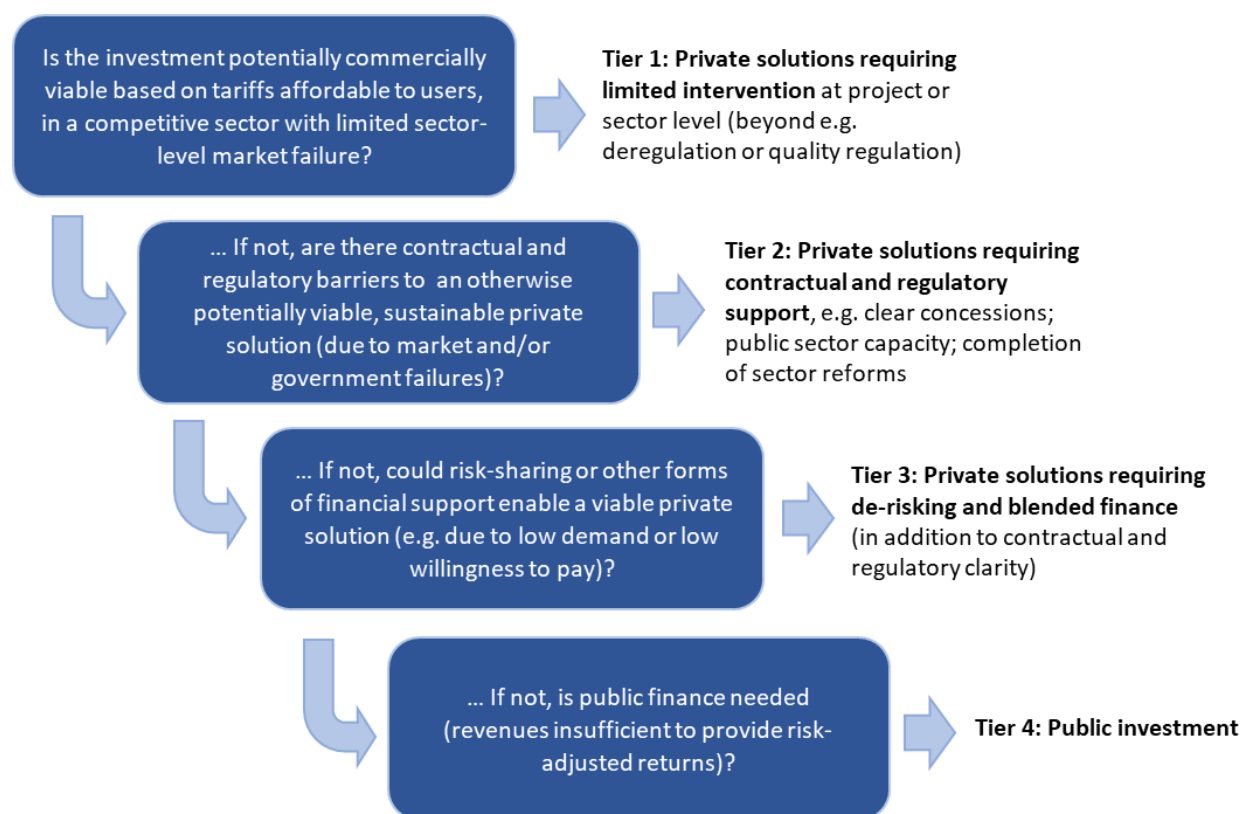 Is the investment potentially commercially
viable based on tariffs affordable to users,
in a competitive sector with limited sector-
level market failure?
Tier 1: Private solutions requiring
limited intervention at project or
sector level (beyond e.g.
deregulation or quality regulation)
... If not, are there contractual and
regulatory barriers to an otherwise
potentially viable, sustainable private
solution (due to market and/or
government failures)?
Tier 2: Private solutions requiring
contractual and regulatory
support, e.g. clear concessions;
public sector capacity; completion
of sector reforms
... If not, could risk-sharing or other forms
of financial support enable a viable private
solution (e.g. due to low demand or low
willingness to pay)?
Tier 3: Private solutions requiring
de-risking and blended finance
(in addition to contractual and
regulatory clarity)
... If not, is public finance needed
(revenues insufficient to provide risk-
adjusted returns)?
Tier 4: Public investment